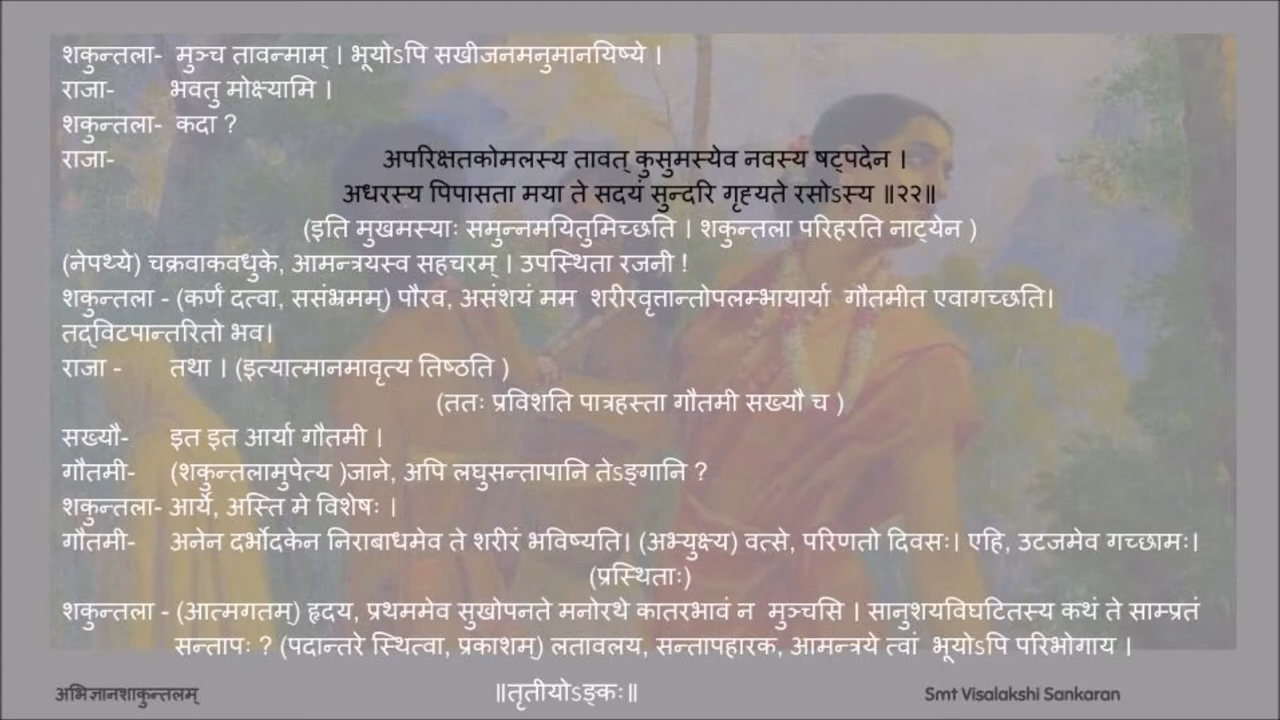 शकुन्तला- मुञ्च तावन्माम् । भूयोऽपि सखीजनमनुमानयिष्ये ।
राजा- भवतु मोक्ष्यामि ।
शकुन्तला- कदा ?
राजा- अपरिक्षतकोमलस्य तावत् कुसुमस्येव नवस्य षट्पदेन ।
अधरस्य पिपासता मया ते सदयं सुन्दरि गृह्यते रसोऽस्य ॥२२॥
(इति मुखमस्याः समुन्नमयितुमिच्छति । शकुन्तला परिहरति नाट्येन )
(नेपथ्ये) चक्रवाकवधुके, आमन्त्रयस्व सहचरम् । उपस्थिता रजनी !
शकुन्तला - (कर्णं दत्वा, ससंभ्रमम्) पौरव, असंशयं मम शरीरवृतान्तोपलम्भायार्या गौतमीत एवागच्छति।
तद्विटपान्तरितो भव।
राजा - तथा । (इत्यात्मानमावृत्य तिष्ठति )
(ततः प्रविशति पात्रहस्ता गौतमी सख्यौ च )
सख्यौ- इत इत आर्या गौतमी ।
गौतमी- (शकुन्तलामुपेत्य )जाने, अपि लघुसन्तापानि तेऽङ्गानि ?
शकुन्तला- आर्ये, अस्ति मे विशेषः ।
गौतमी- अनेन दर्भोदकेन निराबाधमेव ते शरीरं भविष्यति। (अभ्युक्ष्य) वत्से, परिणतो दिवसः। एहि, उटजमेव गच्छामः।
(प्रस्थिताः)
शकुन्तला - (आत्मगतम्) हृदय, प्रथममेव सुखोपनते मनोरथे कातरभावं न मुञ्चसि । सानुशयविघटितस्य कथं ते साम्प्रतं
सन्तापः ? (पदान्तरे स्थित्वा, प्रकाशम्) लतावलय, सन्तापहारक, आमन्त्रये त्वां भूयोऽपि परिभोगाय ।
॥तृतीयोऽङ्कः॥
अभिज्ञानशाकुन्तलम् Smt Visalakshi Sankaran